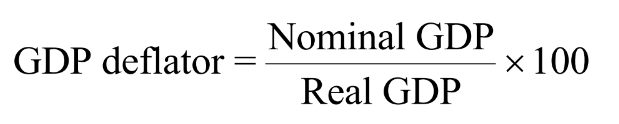 GDP deflator = Nominal GDP / Real GDP × 100